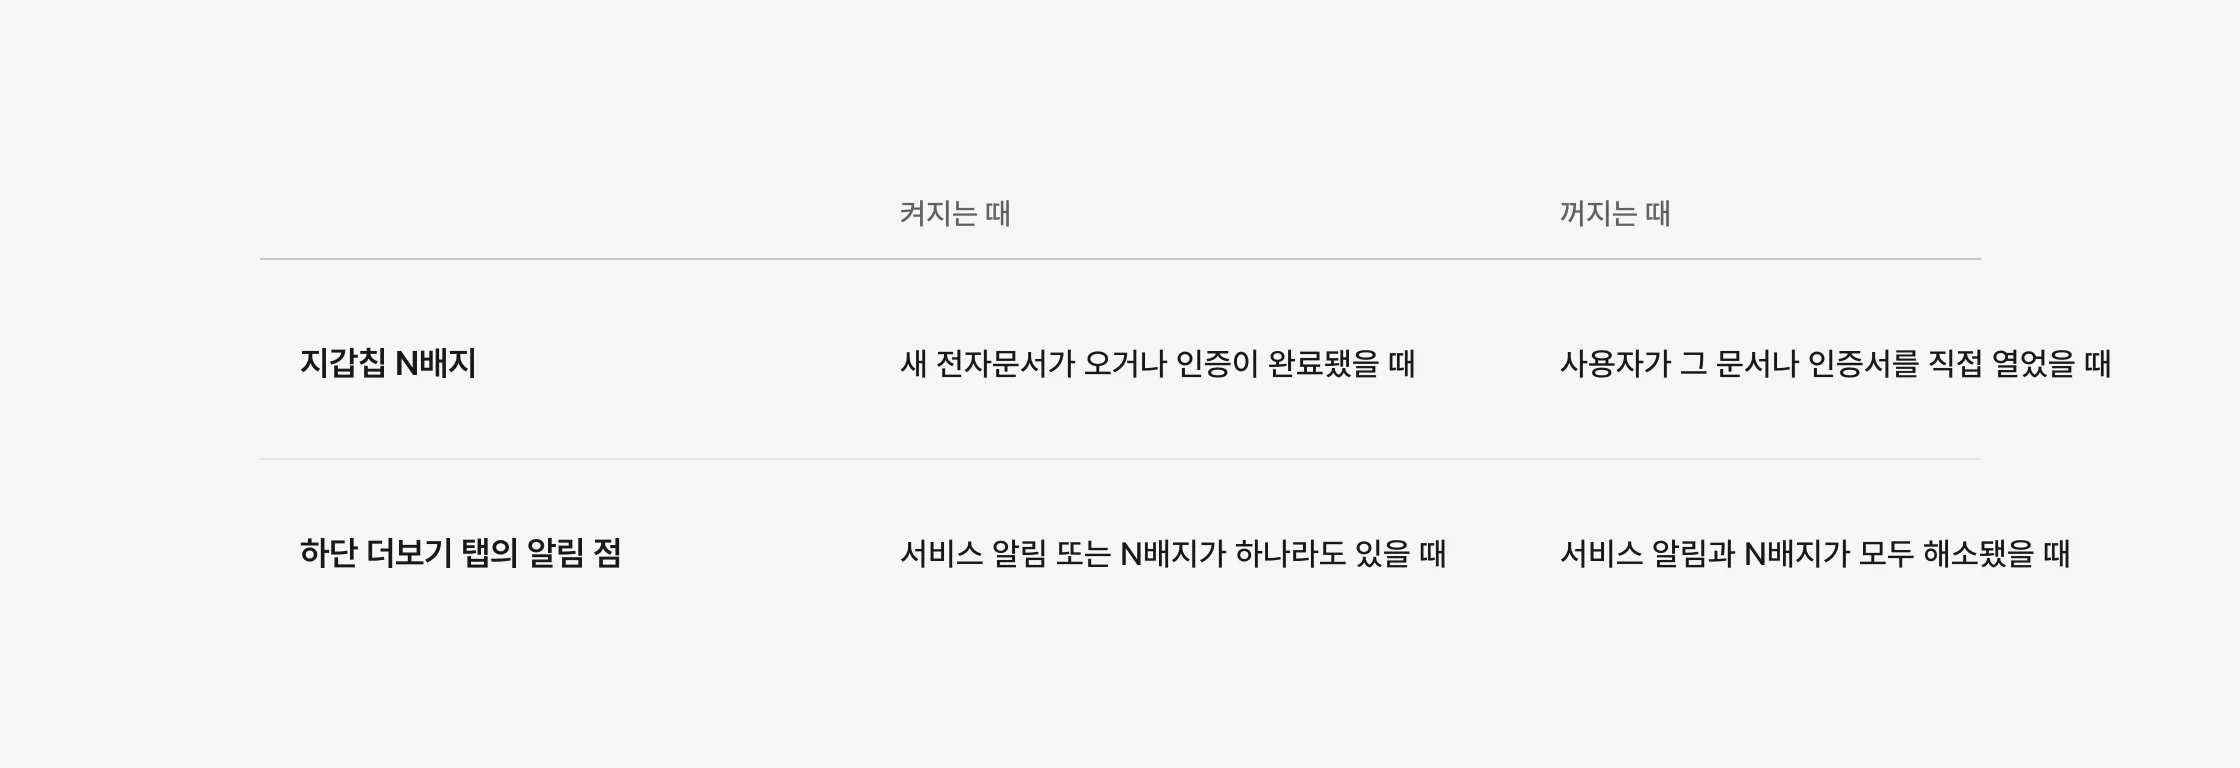 켜지는 때 꺼지는 때
지갑칩 N배지 새 전자문서가 오거나 인증이 완료됐을 때 사용자가 그 문서나 인증서를 직접 열었을 때
하단 더보기 탭의 알림 점 서비스 알림 또는 N배지가 하나라도 있을 때 서비스 알림과 N배지가 모두 해소됐을 때